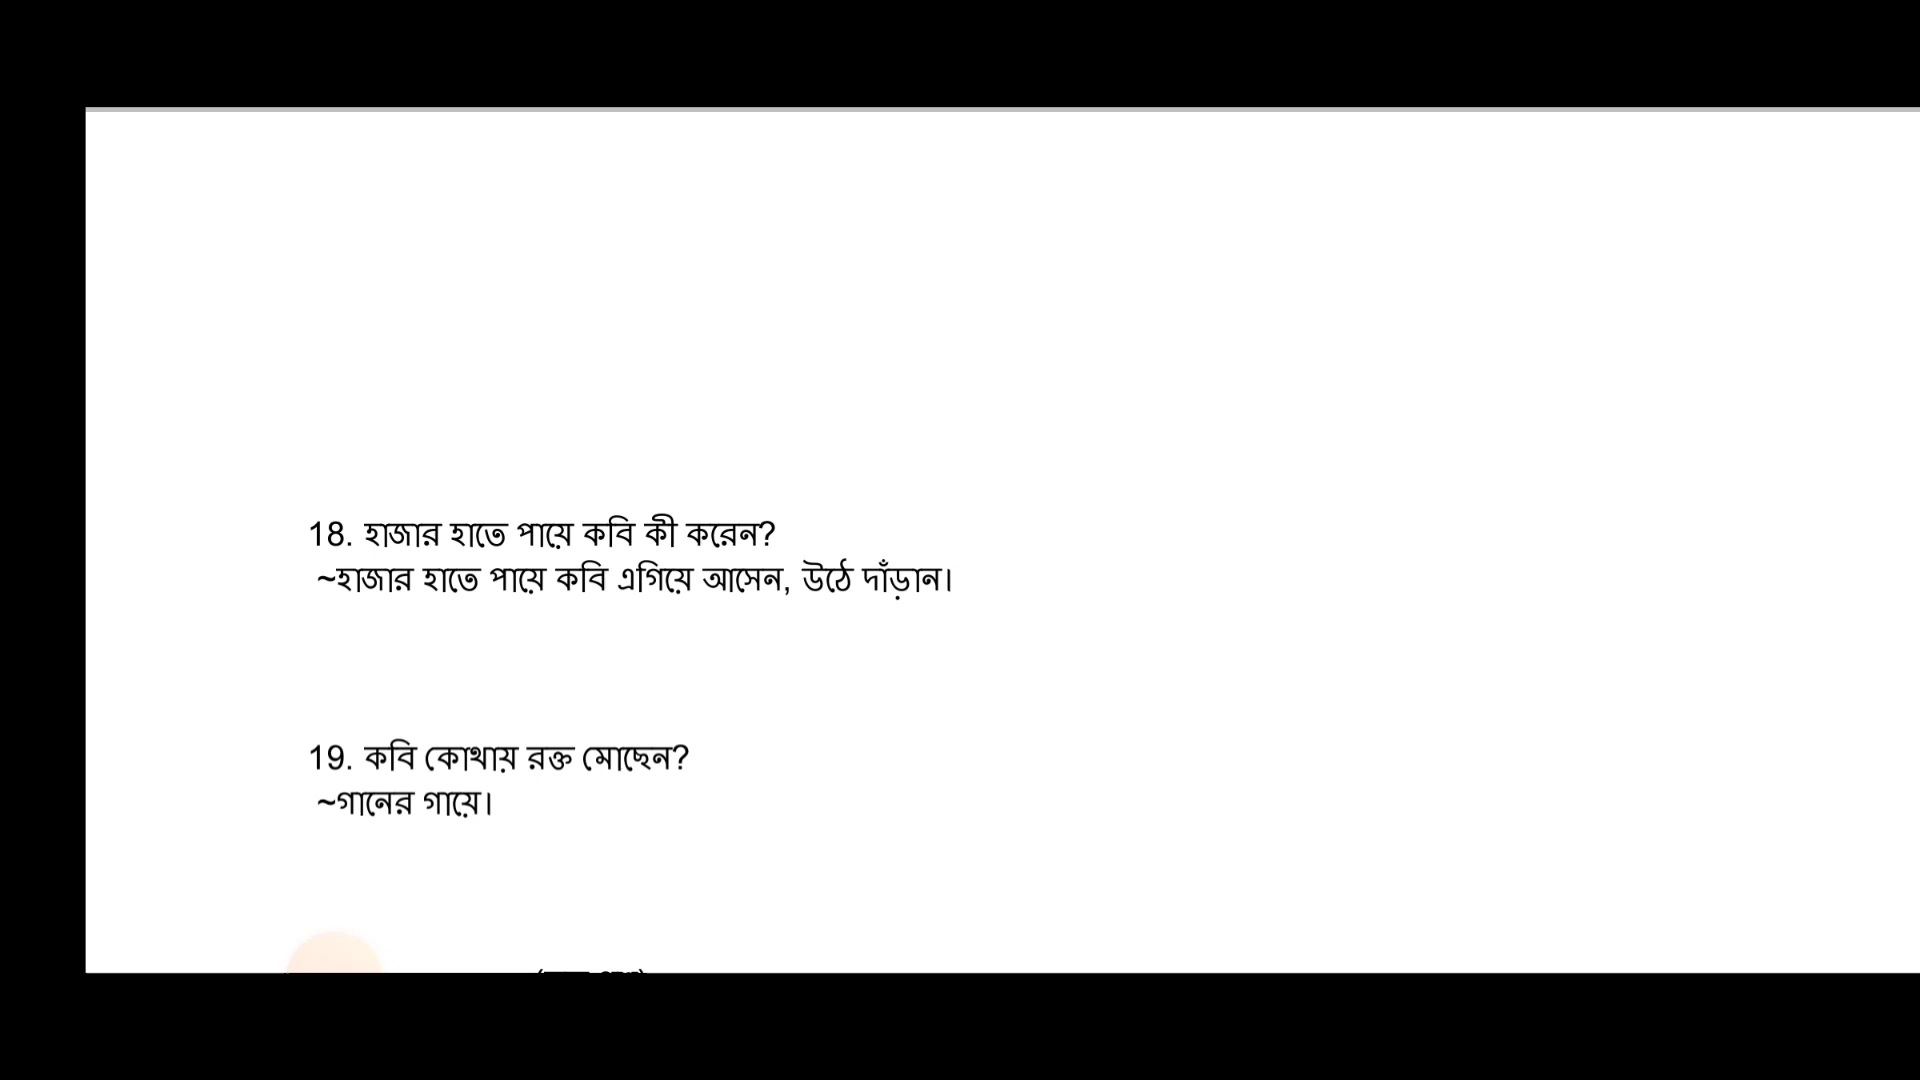 18. হাজার হাতে পায়ে কবি কী করেন?
~হাজার হাতে পায়ে কবি এগিয়ে আসেন, উঠে দাঁড়ান।
19. কবি কোথায় রক্ত মোছেন?
~গানের গায়ে।